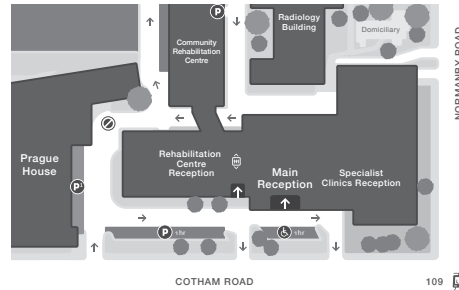 P
Radiology
Building
Domiciliary
Community
Rehabilitation
Centre
NORMANBY ROAD
Prague
House
P
Rehabilitation
Centre
Reception
Main
Reception
Specialist
Clinics Reception
P
COTHAM ROAD
109